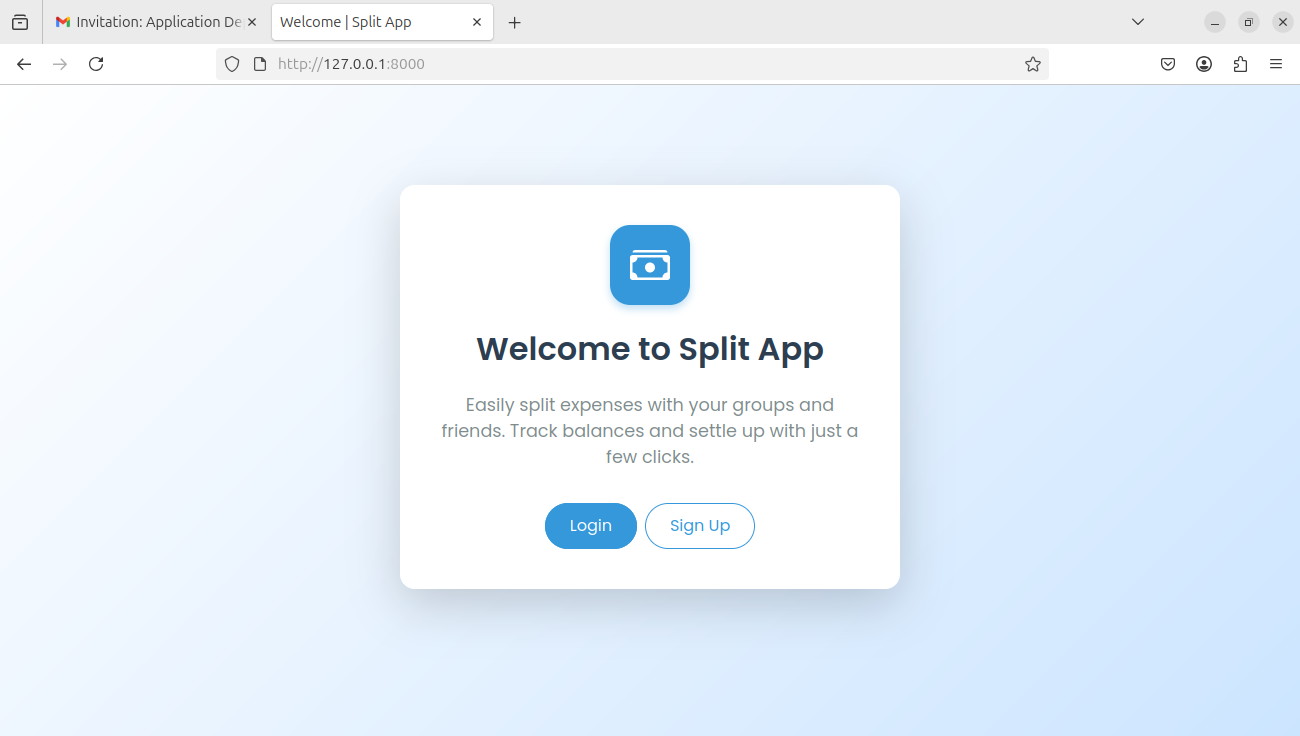 Invitation: Application De
Welcome | Split App
http://127.0.0.1:8000
Welcome to Split App
Easily split expenses with your groups and
friends. Track balances and settle up with just a
few clicks.
Login
Sign Up